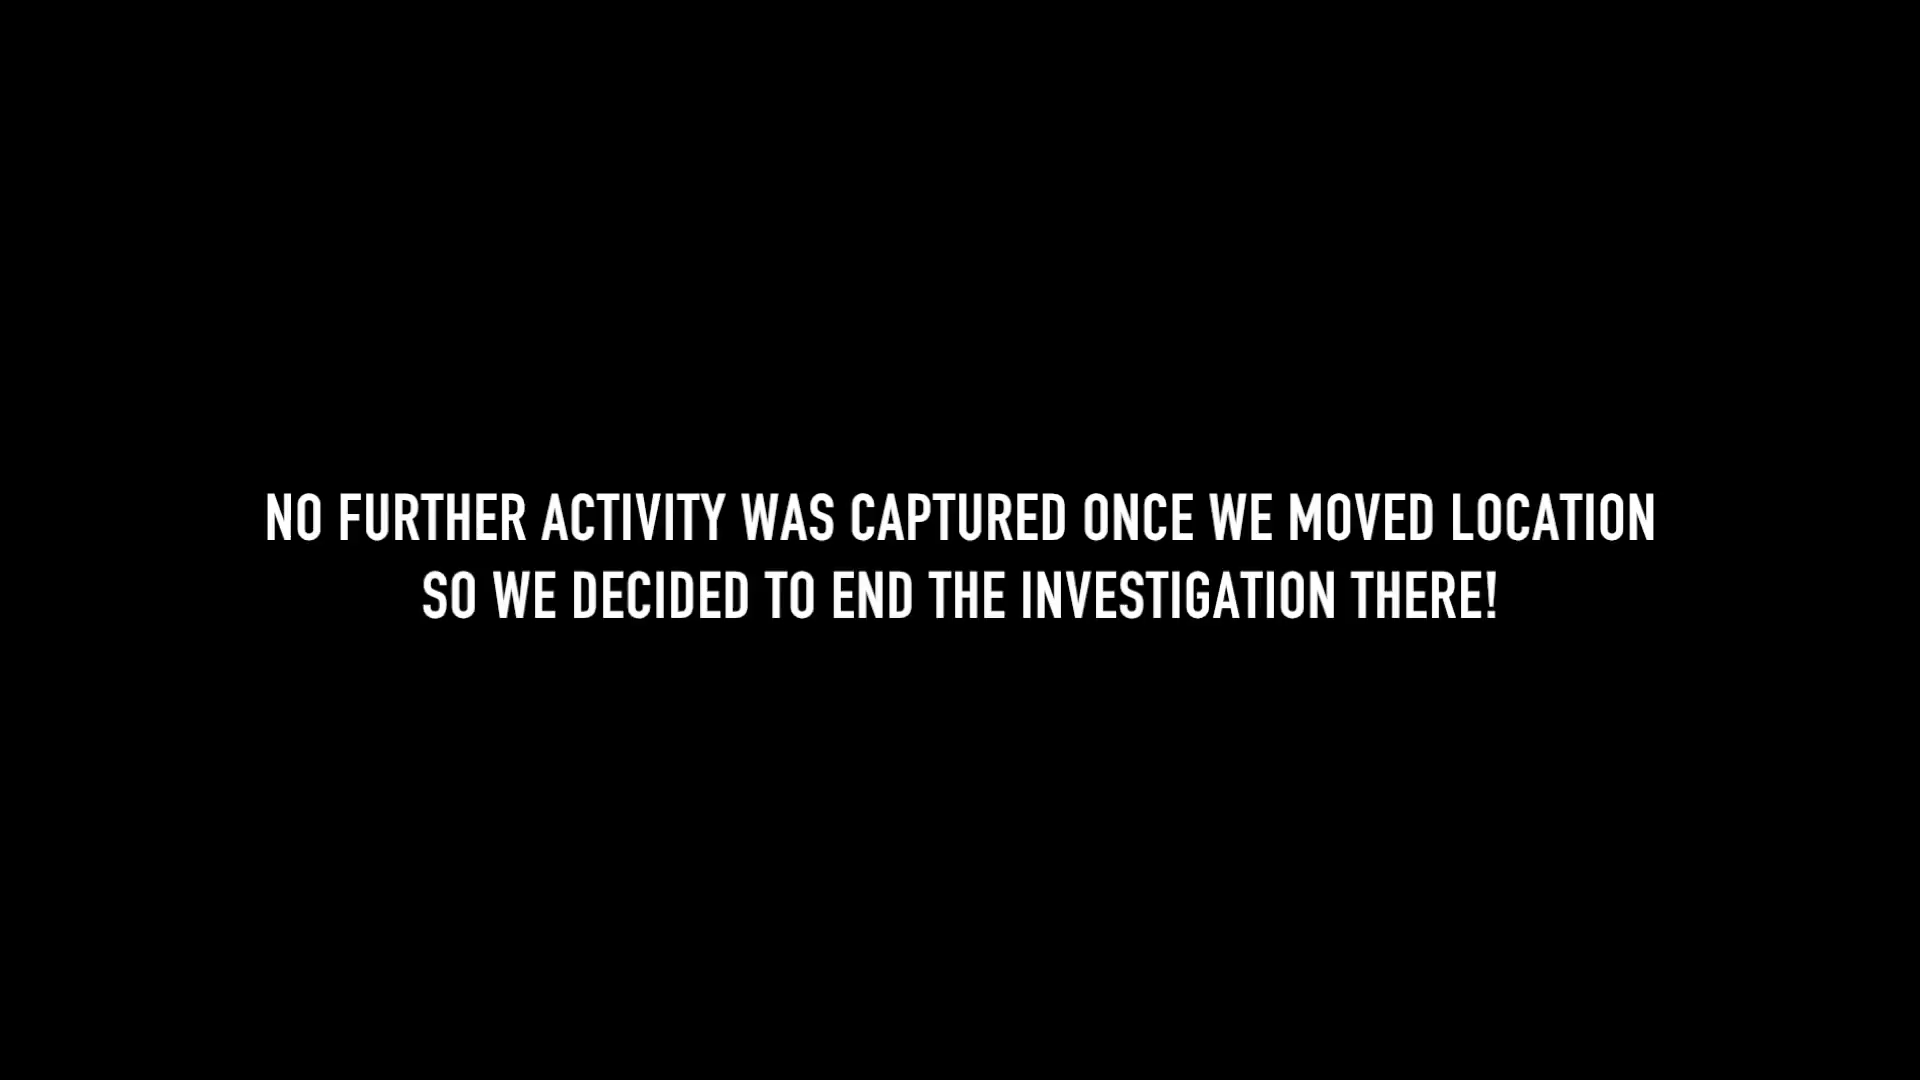 NO FURTHER ACTIVITY WAS CAPTURED ONCE WE MOVED LOCATION
SO WE DECIDED TO END THE INVESTIGATION THERE!